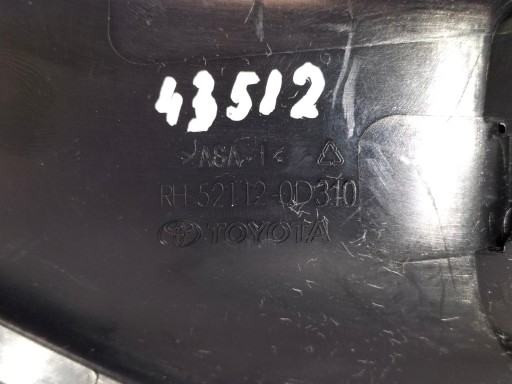 43512
>ASA-I<
RH 52112-0D310
TOYOTA